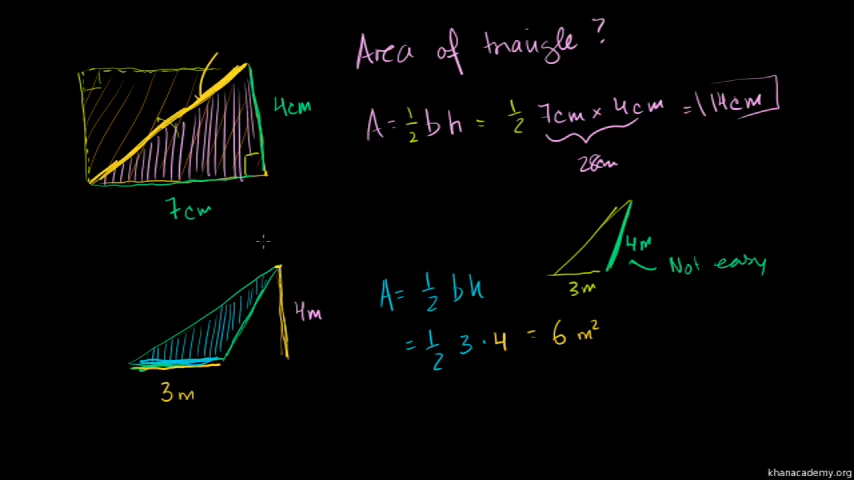 Area of triangle?
4cm
A = 1/2 b h = 1/2 7cm × 4cm = 14cm
28cm
7cm
4m
Not easy
3m
A = 1/2 bh
4m
= 1/2 3 · 4 = 6 m²
3m
khanacademy.org